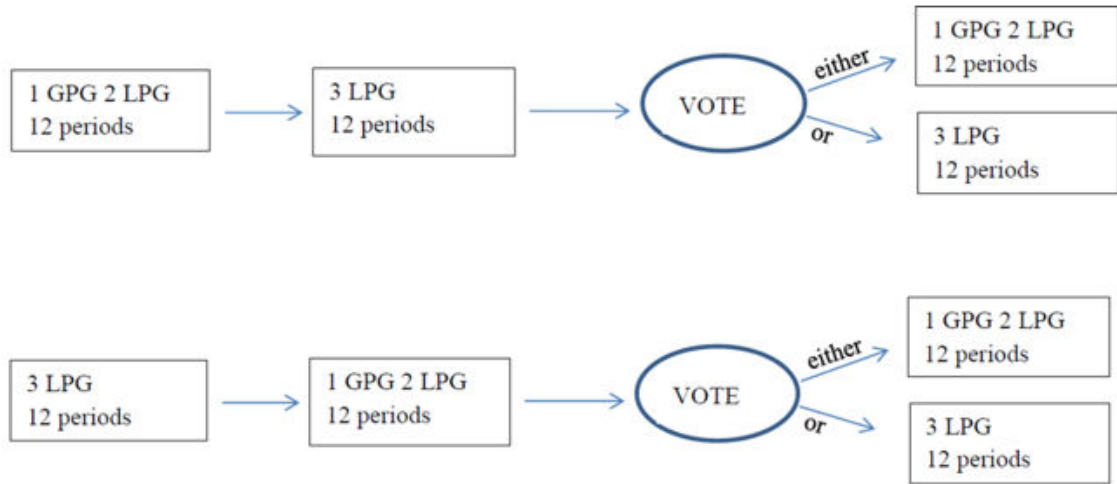 1 GPG 2 LPG
12 periods
3 LPG
12 periods
VOTE
either
or
1 GPG 2 LPG
12 periods
3 LPG
12 periods
3 LPG
12 periods
1 GPG 2 LPG
12 periods
VOTE
either
or
1 GPG 2 LPG
12 periods
3 LPG
12 periods